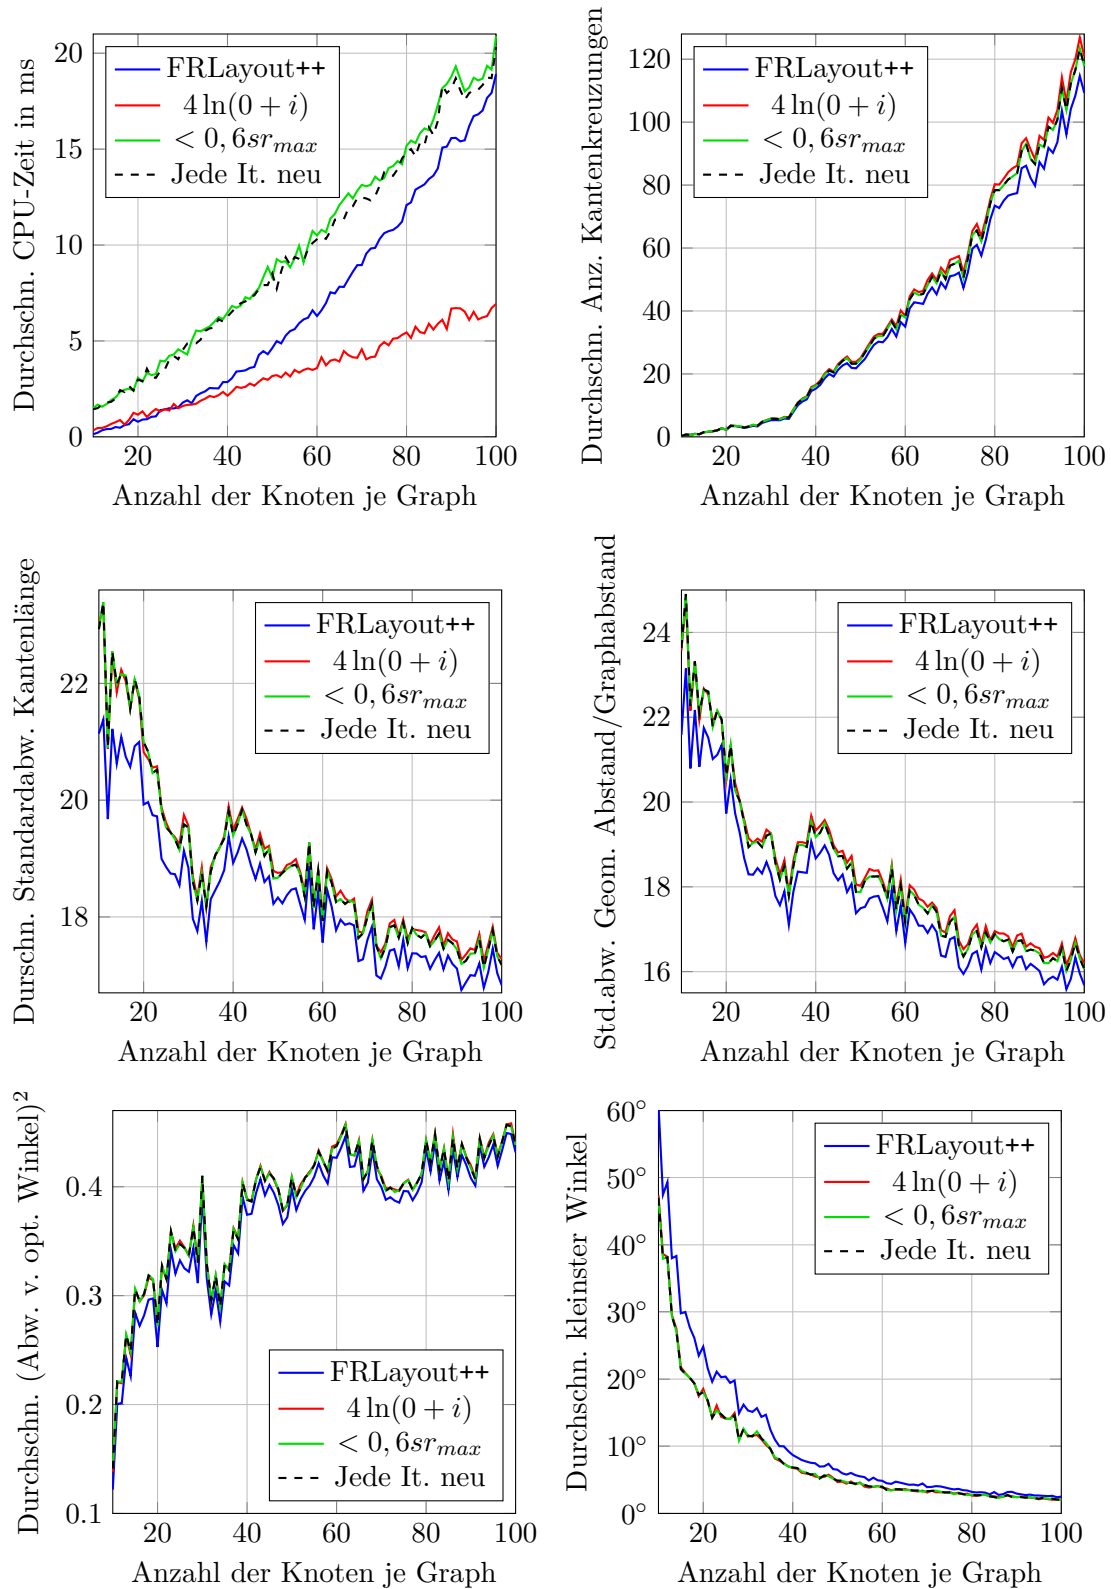 Durchschn. CPU-Zeit in ms
20
15
10
5
0
FRLayout++
4 ln(0 + i)
< 0, 6sr_max
Jede It. neu
20 40 60 80 100
Anzahl der Knoten je Graph
Durchschn. Anz. Kantenkreuzungen
120
100
80
60
40
20
0
FRLayout++
4 ln(0 + i)
< 0, 6sr_max
Jede It. neu
20 40 60 80 100
Anzahl der Knoten je Graph
Durschn. Standardabw. Kantenlänge
22
20
18
FRLayout++
4 ln(0 + i)
< 0, 6sr_max
Jede It. neu
20 40 60 80 100
Anzahl der Knoten je Graph
Std.abw. Geom. Abstand/Graphabstand
24
22
20
18
16
FRLayout++
4 ln(0 + i)
< 0, 6sr_max
Jede It. neu
20 40 60 80 100
Anzahl der Knoten je Graph
Durchschn. (Abw. v. opt. Winkel)²
0.4
0.3
0.2
0.1
FRLayout++
4 ln(0 + i)
< 0, 6sr_max
Jede It. neu
20 40 60 80 100
Anzahl der Knoten je Graph
Durchschn. kleinster Winkel
60°
50°
40°
30°
20°
10°
0°
FRLayout++
4 ln(0 + i)
< 0, 6sr_max
Jede It. neu
20 40 60 80 100
Anzahl der Knoten je Graph